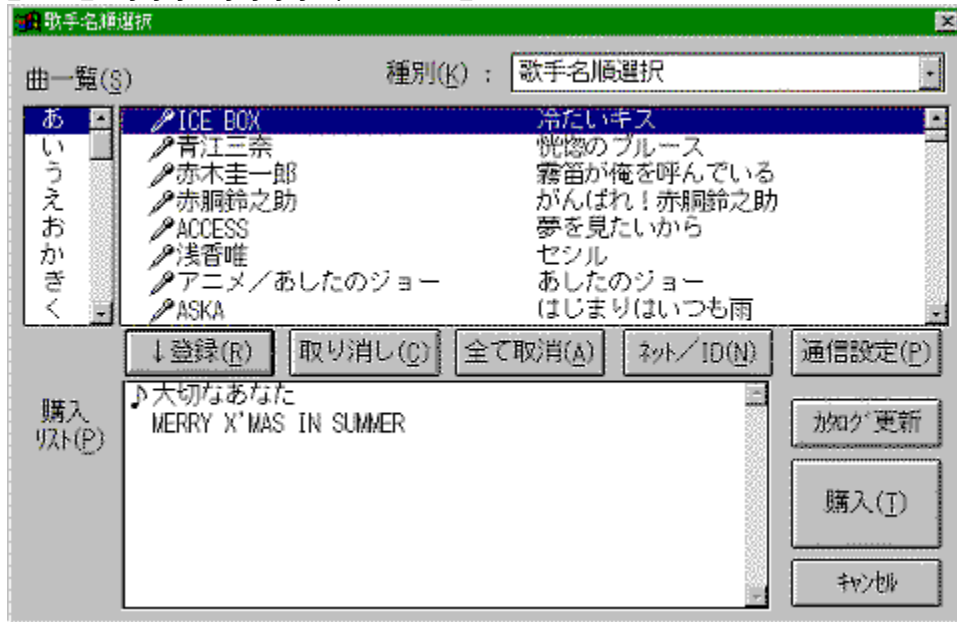 歌手名順選択
曲一覧(S) 種別(K) : 歌手名順選択
あ
い
う
え
お
か
き
く
ICE BOX 冷たいキス
青江三奈 恍惚のブルース
赤木圭一郎 霧笛が俺を呼んでいる
赤胴鈴之助 がんばれ!赤胴鈴之助
ACCESS 夢を見たいから
浅香唯 セシル
アニメ/あしたのジョー あしたのジョー
ASKA はじまりはいつも雨
↓登録(R) 取り消し(C) 全て取消(A) ネット/ID(N) 通信設定(P)
購入
リスト(P)
♪大切なあなた
MERRY X'MAS IN SUMMER
カタログ更新
購入(T)
キャンセル